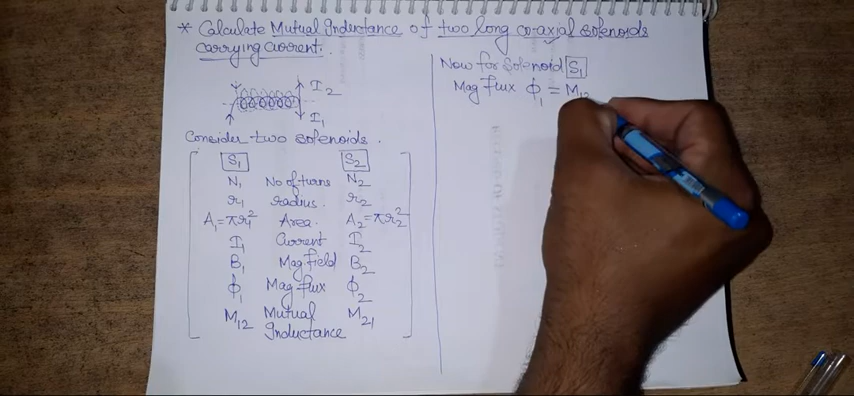 * Calculate Mutual Inductance of two long co-axial solenoids
carrying current.
I2
I1
Consider two solenoids.
S1 S2
N1 No of trans N2
r1 radius. r2
A1=πr1² Area. A2=πr2²
I1 Current I2
B1 Mag field B2
ϕ1 Mag flux ϕ2
M12 Mutual Inductance M21
Now for Solenoid S1
Mag flux ϕ1 = M12